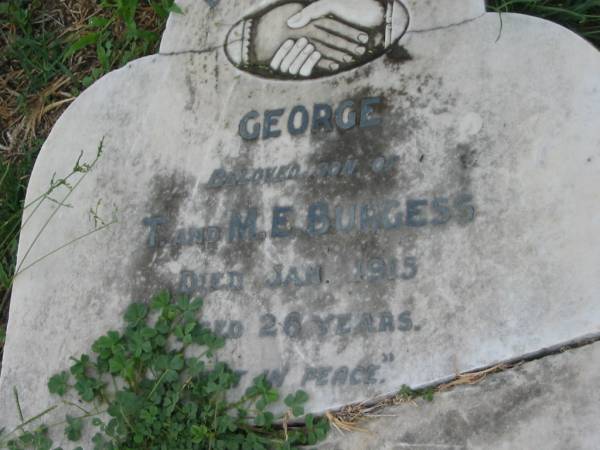 GEORGE
BELOVED SON OF
T. AND M.E. BURGESS
DIED JAN. 1915
AGED 26 YEARS.
IN PEACE."